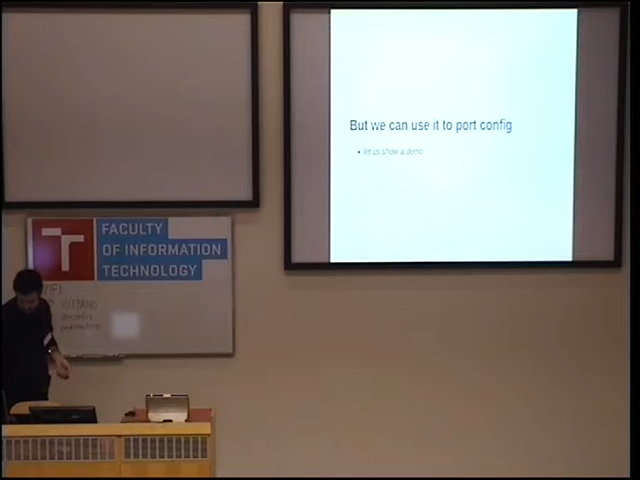 But we can use it to port config
let us show a demo
FACULTY
OF INFORMATION
TECHNOLOGY